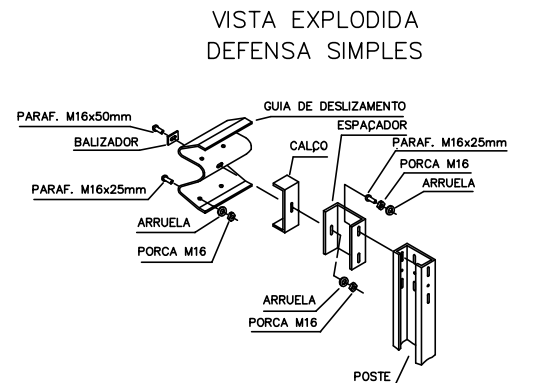 VISTA EXPLODIDA
DEFENSA SIMPLES
GUIA DE DESLIZAMENTO
PARAF. M16x50mm
ESPAÇADOR
BALIZADOR
CALÇO
PARAF. M16x25mm
PORCA M16
PARAF. M16x25mm
ARRUELA
ARRUELA
PORCA M16
ARRUELA
PORCA M16
POSTE